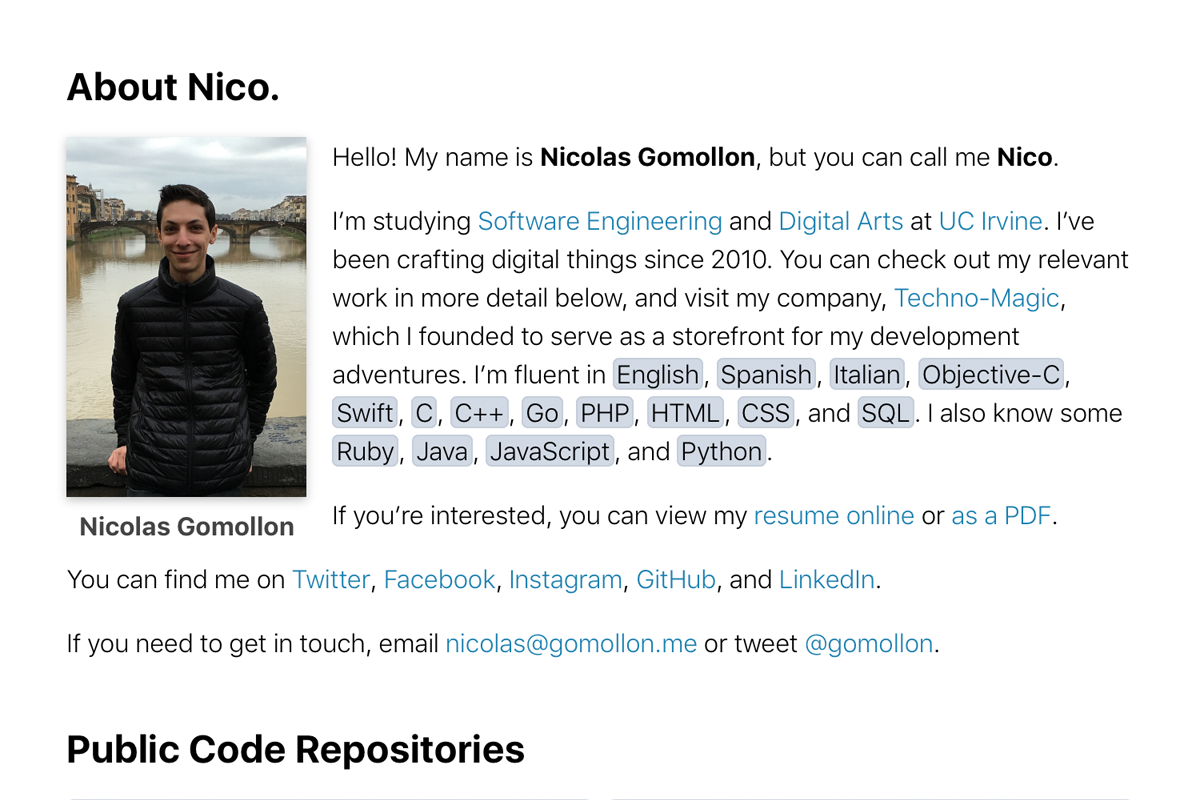 About Nico.
Hello! My name is Nicolas Gomollon, but you can call me Nico.
I’m studying Software Engineering and Digital Arts at UC Irvine. I’ve
been crafting digital things since 2010. You can check out my relevant
work in more detail below, and visit my company, Techno-Magic,
which I founded to serve as a storefront for my development
adventures. I’m fluent in English, Spanish, Italian, Objective-C,
Swift, C, C++, Go, PHP, HTML, CSS, and SQL. I also know some
Ruby, Java, JavaScript, and Python.
Nicolas Gomollon
If you’re interested, you can view my resume online or as a PDF.
You can find me on Twitter, Facebook, Instagram, GitHub, and LinkedIn.
If you need to get in touch, email nicolas@gomollon.me or tweet @gomollon.
Public Code Repositories